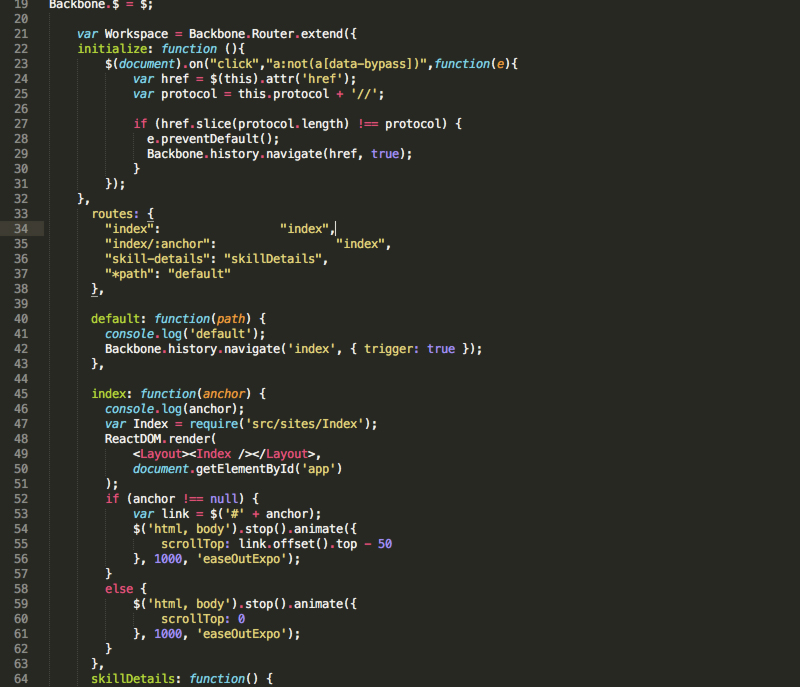 19 Backbone.$ = $;
20
21 var Workspace = Backbone.Router.extend({
22 initialize: function (){
23 $(document).on("click","a:not(a[data-bypass])",function(e){
24 var href = $(this).attr('href');
25 var protocol = this.protocol + '//';
26
27 if (href.slice(protocol.length) !== protocol) {
28 e.preventDefault();
29 Backbone.history.navigate(href, true);
30 }
31 });
32 },
33 routes: {
34 "index": "index",
35 "index/:anchor": "index",
36 "skill-details": "skillDetails",
37 "*path": "default"
38 },
39
40 default: function(path) {
41 console.log('default');
42 Backbone.history.navigate('index', { trigger: true });
43 },
44
45 index: function(anchor) {
46 console.log(anchor);
47 var Index = require('src/sites/Index');
48 ReactDOM.render(
49 <Layout><Index /></Layout>,
50 document.getElementById('app')
51 );
52 if (anchor !== null) {
53 var link = $('#' + anchor);
54 $('html, body').stop().animate({
55 scrollTop: link.offset().top - 50
56 }, 1000, 'easeOutExpo');
57 }
58 else {
59 $('html, body').stop().animate({
60 scrollTop: 0
61 }, 1000, 'easeOutExpo');
62 }
63 },
64 skillDetails: function() {